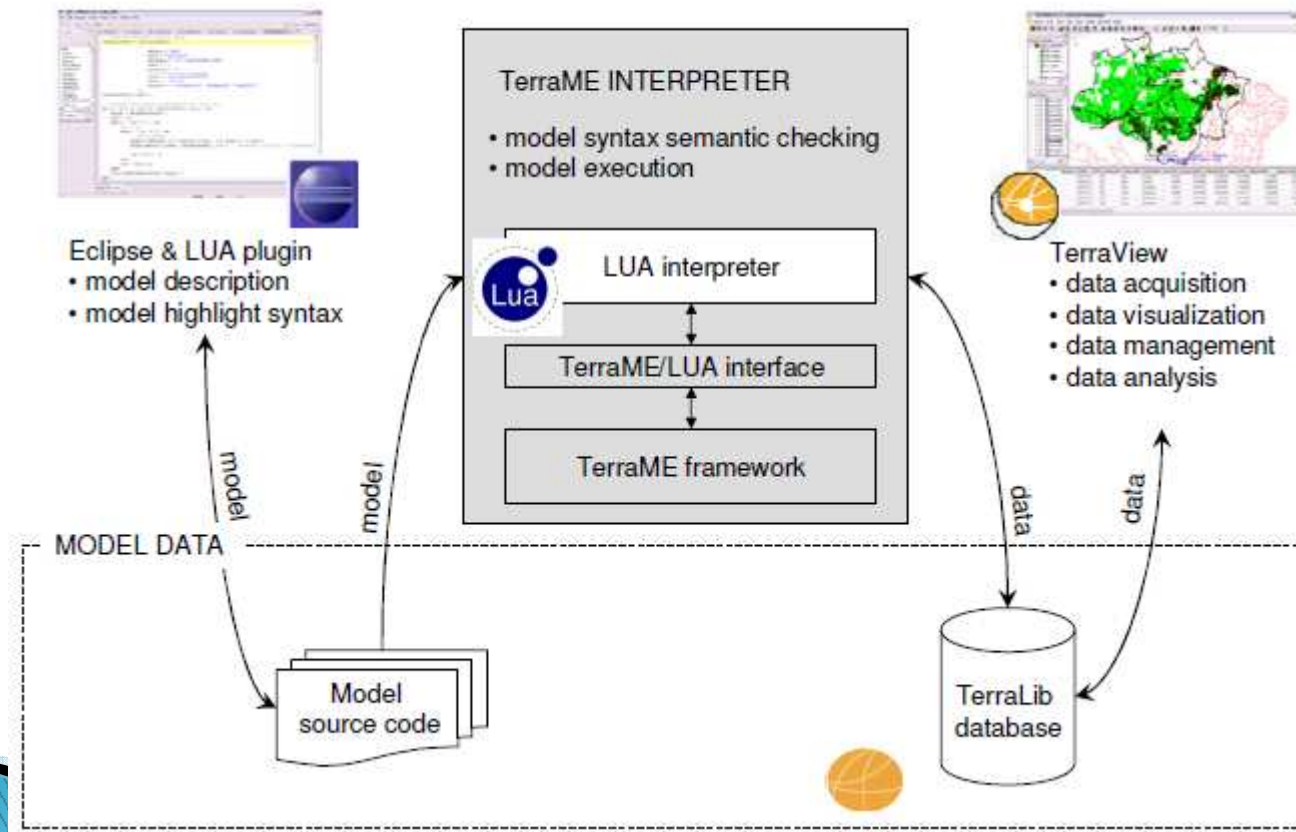 TerraME INTERPRETER
• model syntax semantic checking
• model execution
Eclipse & LUA plugin
• model description
• model highlight syntax
Lua
LUA interpreter
TerraME/LUA interface
TerraME framework
TerraView
• data acquisition
• data visualization
• data management
• data analysis
model
model
data
data
MODEL DATA
Model
source code
TerraLib
database